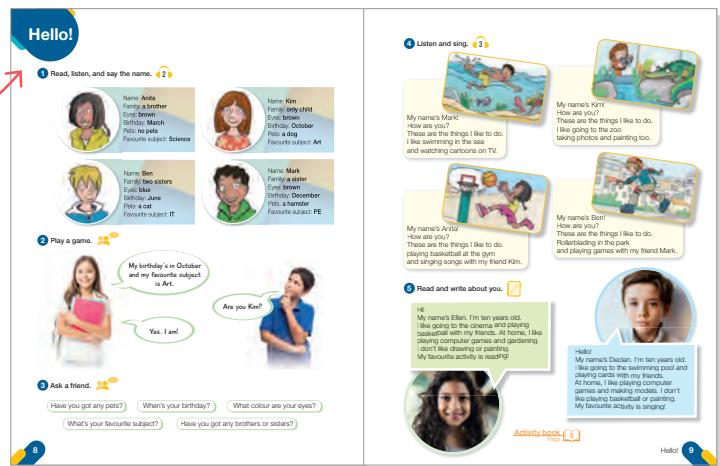 Hello!
1 Read, listen, and say the name. 2
Name: Anita
Family: a brother
Eyes: brown
Birthday: March
Pets: no pets
Favourite subject: Science
Name: Kim
Family: only child
Eyes: brown
Birthday: October
Pets: a dog
Favourite subject: Art
Name: Ben
Family: two sisters
Eyes: blue
Birthday: June
Pets: a cat
Favourite subject: IT
Name: Mark
Family: a sister
Eyes: brown
Birthday: December
Pets: a hamster
Favourite subject: PE
2 Play a game.
My birthday's in October
and my favourite subject
is Art.
Are you Kim?
Yes. I am!
3 Ask a friend.
Have you got any pets?
When's your birthday?
What colour are your eyes?
What's your favourite subject?
Have you got any brothers or sisters?
8
4 Listen and sing. 3
My name's Mark!
How are you?
These are the things I like to do.
I like swimming in the sea
and watching cartoons on TV.
My name's Kim!
How are you?
These are the things I like to do.
I like going to the zoo
taking photos and painting too.
My name's Anita!
How are you?
These are the things I like to do.
playing basketball at the gym
and singing songs with my friend Kim.
My name's Ben!
How are you?
These are the things I like to do.
Rollerblading in the park
and playing games with my friend Mark.
5 Read and write about you.
Hi!
My name's Ellen. I'm ten years old.
I like going to the cinema and playing
basketball with my friends. At home, I like
playing computer games and gardening.
I don't like drawing or painting.
My favourite activity is reading!
Hello!
My name's Declan. I'm ten years old.
I like going to the swimming pool and
playing cards with my friends.
At home, I like playing computer
games and making models. I don't
like playing basketball or painting.
My favourite activity is singing!
Activity book
Page 5
Hello! 9